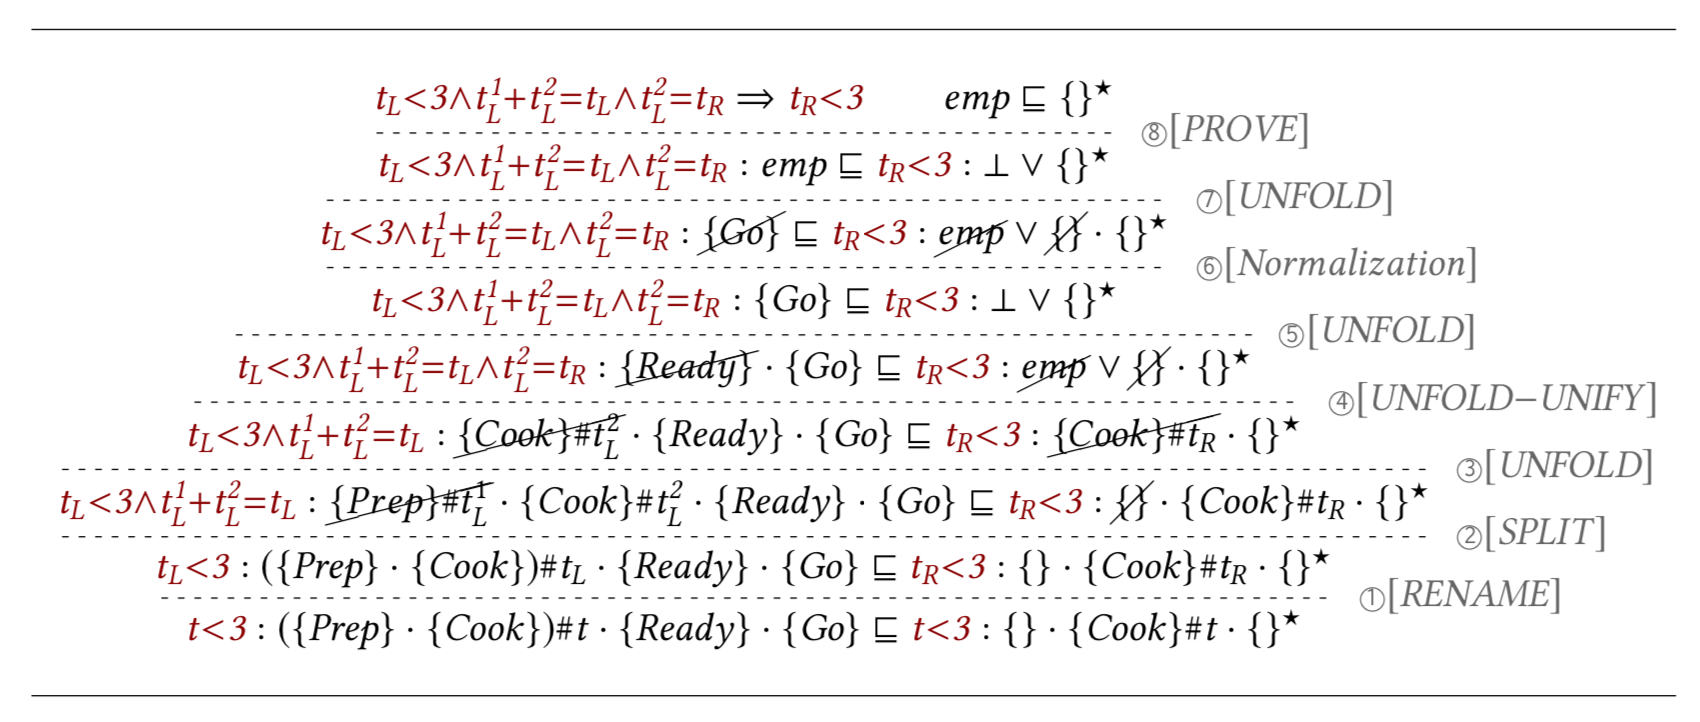 t_L<3∧t_L^1+t_L^2=t_L∧t_L^2=t_R ⇒ t_R<3 emp ⊑ {}^★
⑧[PROVE]
t_L<3∧t_L^1+t_L^2=t_L∧t_L^2=t_R : emp ⊑ t_R<3 : ⊥ ∨ {}^★
⑦[UNFOLD]
t_L<3∧t_L^1+t_L^2=t_L∧t_L^2=t_R : {Go} ⊑ t_R<3 : emp ∨ {} · {}^★
⑥[Normalization]
t_L<3∧t_L^1+t_L^2=t_L∧t_L^2=t_R : {Go} ⊑ t_R<3 : ⊥ ∨ {}^★
⑤[UNFOLD]
t_L<3∧t_L^1+t_L^2=t_L∧t_L^2=t_R : {Ready} · {Go} ⊑ t_R<3 : emp ∨ {} · {}^★
④[UNFOLD−UNIFY]
t_L<3∧t_L^1+t_L^2=t_L : {Cook}#t_L^2 · {Ready} · {Go} ⊑ t_R<3 : {Cook}#t_R · {}^★
③[UNFOLD]
t_L<3∧t_L^1+t_L^2=t_L : {Prep}#t_L^1 · {Cook}#t_L^2 · {Ready} · {Go} ⊑ t_R<3 : {} · {Cook}#t_R · {}^★
②[SPLIT]
t_L<3 : ({Prep} · {Cook})#t_L · {Ready} · {Go} ⊑ t_R<3 : {} · {Cook}#t_R · {}^★
①[RENAME]
t<3 : ({Prep} · {Cook})#t · {Ready} · {Go} ⊑ t<3 : {} · {Cook}#t · {}^★